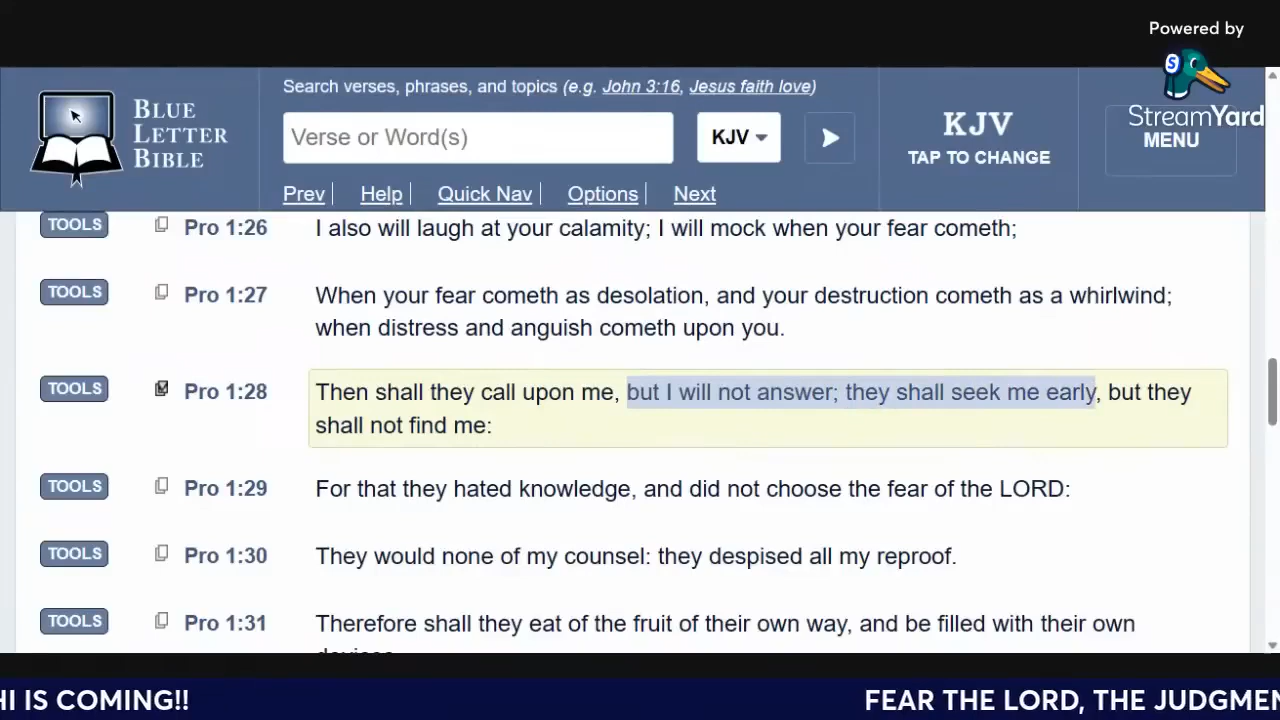 Powered by
StreamYard
BLUE
LETTER
BIBLE
Search verses, phrases, and topics (e.g. John 3:16, Jesus faith love)
Verse or Word(s)
KJV
KJV
TAP TO CHANGE
MENU
Prev | Help | Quick Nav | Options | Next
TOOLS Pro 1:26 I also will laugh at your calamity; I will mock when your fear cometh;
TOOLS Pro 1:27 When your fear cometh as desolation, and your destruction cometh as a whirlwind;
when distress and anguish cometh upon you.
TOOLS Pro 1:28 Then shall they call upon me, but I will not answer; they shall seek me early, but they
shall not find me:
TOOLS Pro 1:29 For that they hated knowledge, and did not choose the fear of the LORD:
TOOLS Pro 1:30 They would none of my counsel: they despised all my reproof.
TOOLS Pro 1:31 Therefore shall they eat of the fruit of their own way, and be filled with their own
HI IS COMING!! FEAR THE LORD, THE JUDGMEN